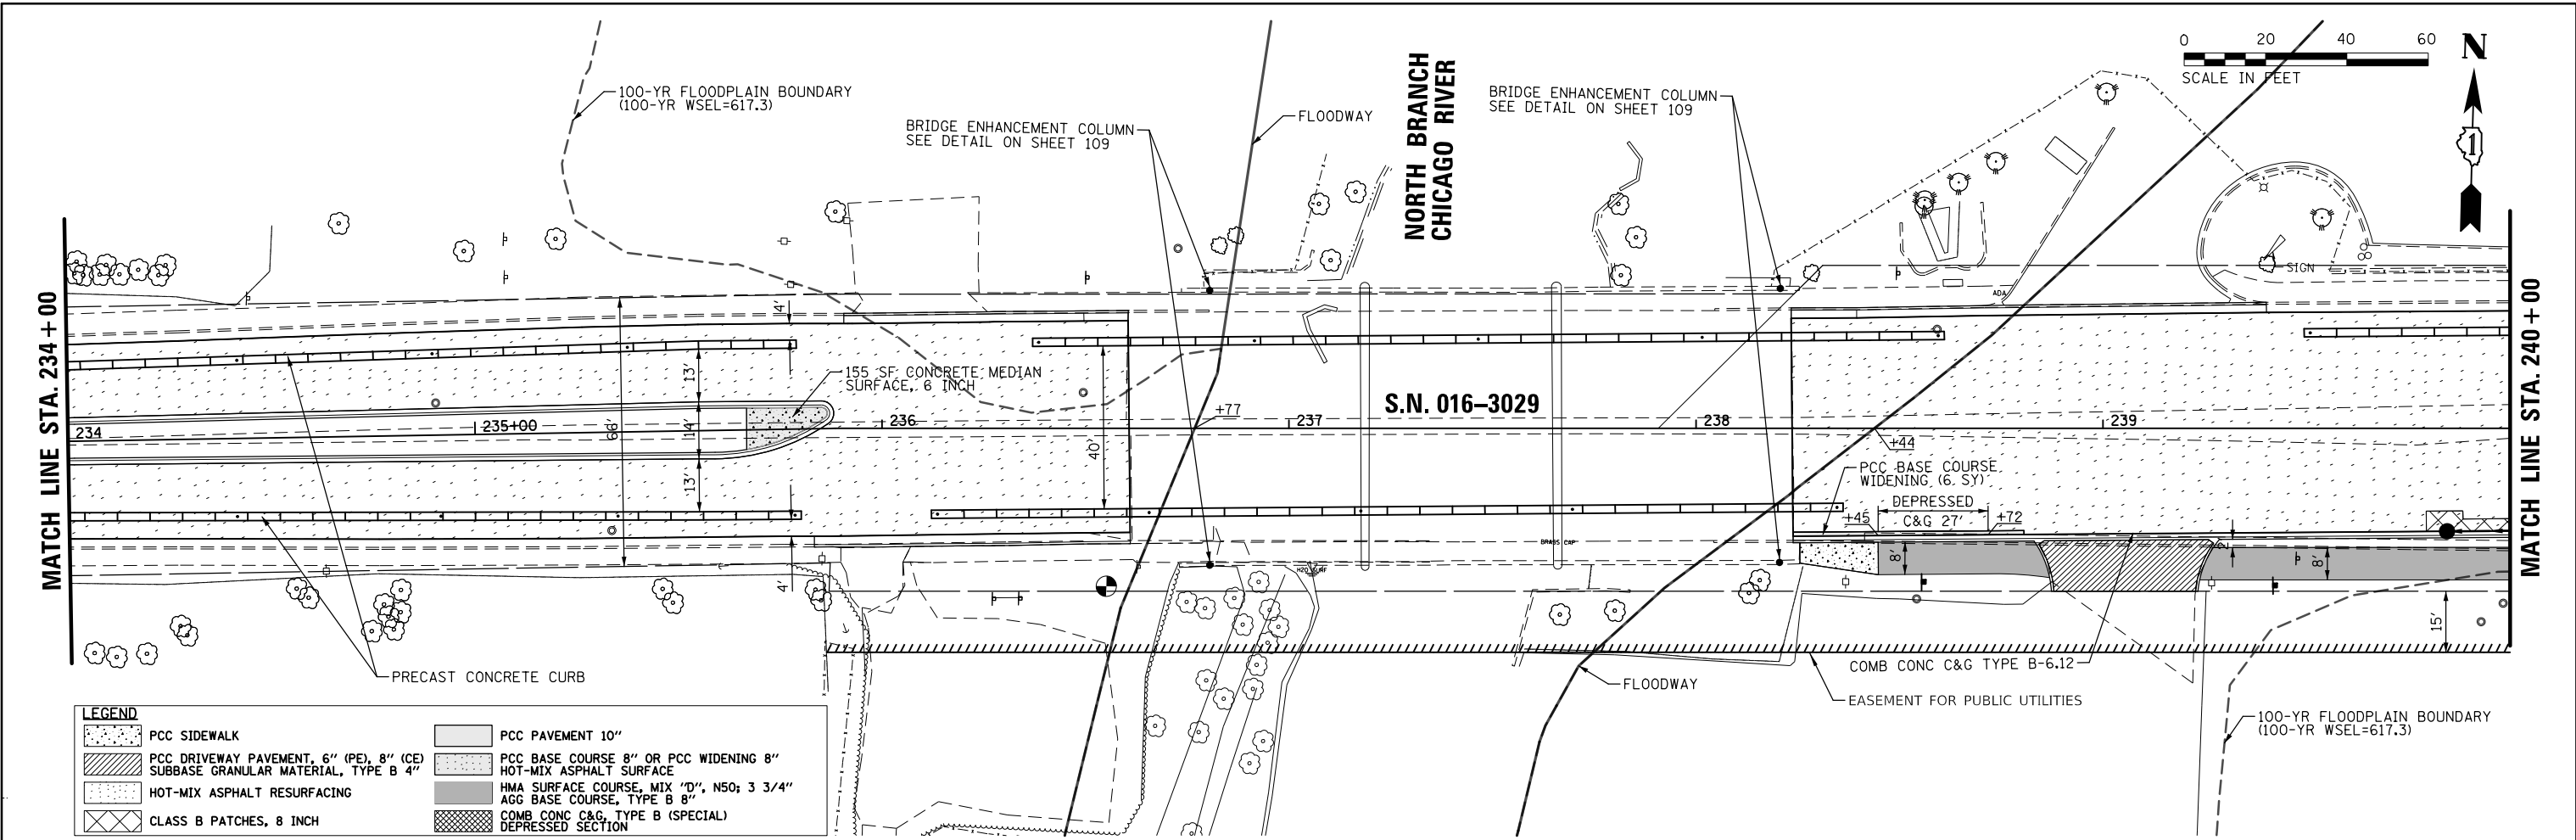 100-YR FLOODPLAIN BOUNDARY
(100-YR WSEL=617.3)
BRIDGE ENHANCEMENT COLUMN
SEE DETAIL ON SHEET 109
FLOODWAY
NORTH BRANCH
CHICAGO RIVER
BRIDGE ENHANCEMENT COLUMN
SEE DETAIL ON SHEET 109
0 20 40 60
SCALE IN FEET
N
1
SIGN
ADA
MATCH LINE STA. 234+00
MATCH LINE STA. 240+00
4'
13'
66'
14'
13'
4'
155 SF CONCRETE MEDIAN
SURFACE, 6 INCH
40'
234
235+00
236
+77
237
S.N. 016-3029
238
+44
239
PCC BASE COURSE
WIDENING (6 SY)
DEPRESSED
C&G 27'
+45
+72
BRASS CAP
H2O SURF
8'
8'
15'
PRECAST CONCRETE CURB
COMB CONC C&G TYPE B-6.12
EASEMENT FOR PUBLIC UTILITIES
FLOODWAY
100-YR FLOODPLAIN BOUNDARY
(100-YR WSEL=617.3)
LEGEND
PCC SIDEWALK
PCC DRIVEWAY PAVEMENT, 6" (PE), 8" (CE)
SUBBASE GRANULAR MATERIAL, TYPE B 4"
HOT-MIX ASPHALT RESURFACING
CLASS B PATCHES, 8 INCH
PCC PAVEMENT 10"
PCC BASE COURSE 8" OR PCC WIDENING 8"
HOT-MIX ASPHALT SURFACE
HMA SURFACE COURSE, MIX "D", N50; 3 3/4"
AGG BASE COURSE, TYPE B 8"
COMB CONC C&G, TYPE B (SPECIAL)
DEPRESSED SECTION